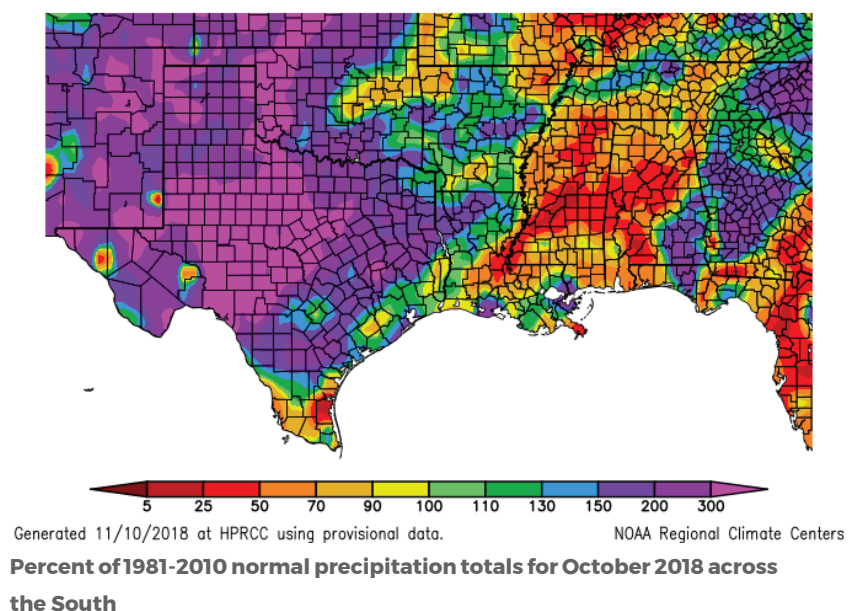 5 25 50 70 90 100 110 130 150 200 300
Generated 11/10/2018 at HPRCC using provisional data. NOAA Regional Climate Centers
Percent of 1981-2010 normal precipitation totals for October 2018 across
the South